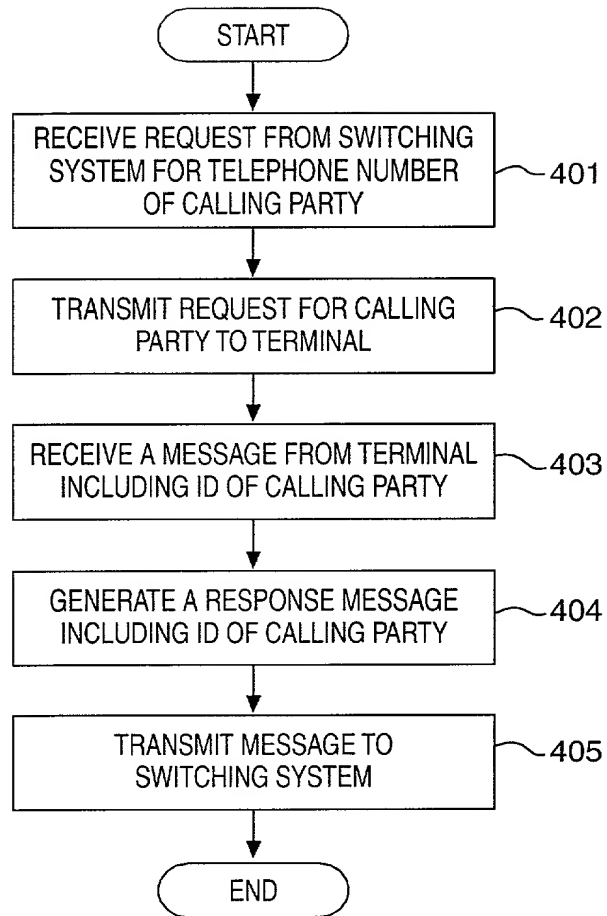 START
RECEIVE REQUEST FROM SWITCHING
SYSTEM FOR TELEPHONE NUMBER
OF CALLING PARTY
401
TRANSMIT REQUEST FOR CALLING
PARTY TO TERMINAL
402
RECEIVE A MESSAGE FROM TERMINAL
INCLUDING ID OF CALLING PARTY
403
GENERATE A RESPONSE MESSAGE
INCLUDING ID OF CALLING PARTY
404
TRANSMIT MESSAGE TO
SWITCHING SYSTEM
405
END